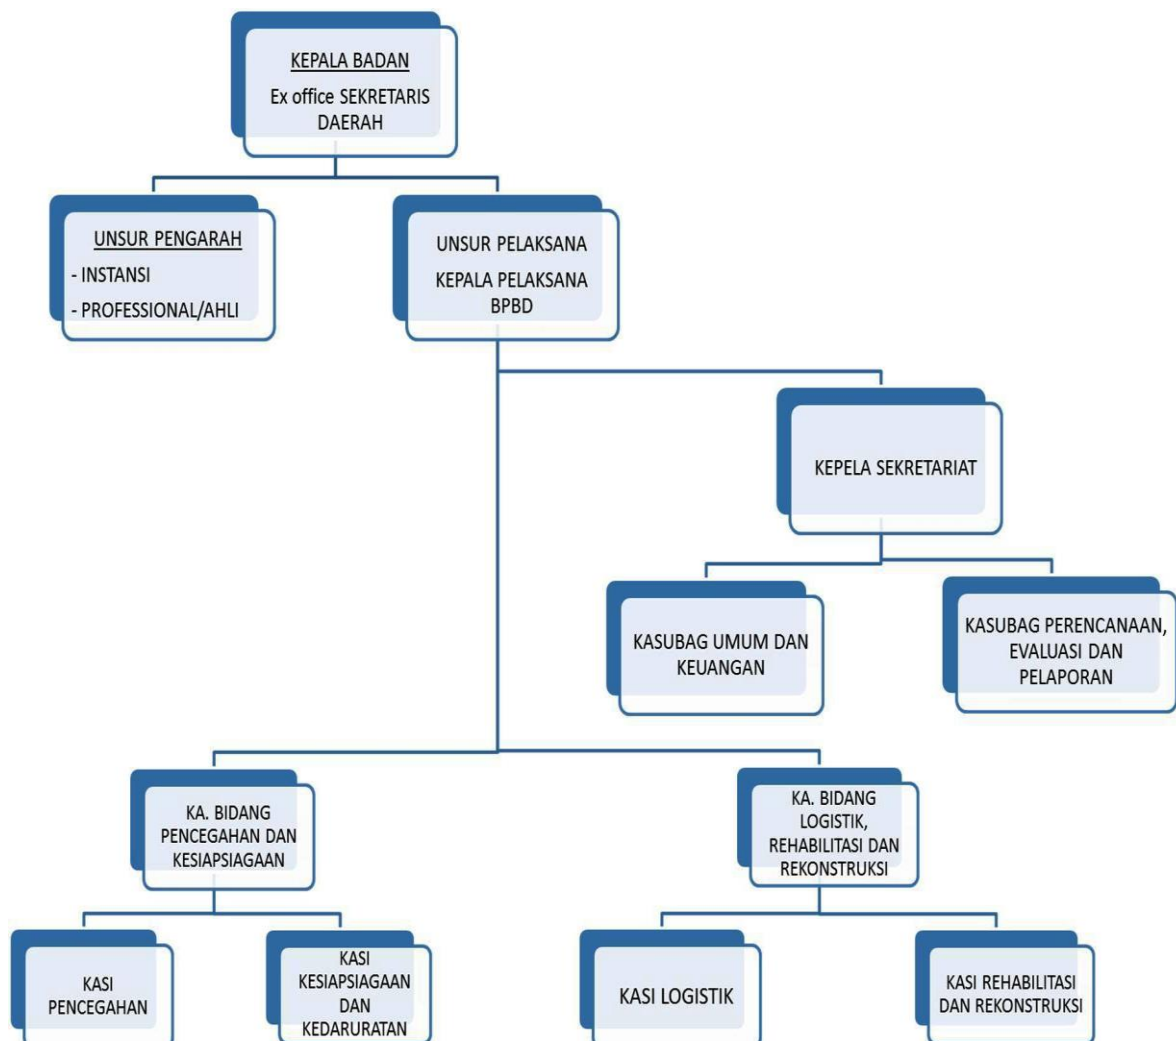 KEPALA BADAN
Ex office SEKRETARIS
DAERAH
UNSUR PENGARAH
- INSTANSI
- PROFESSIONAL/AHLI
UNSUR PELAKSANA
KEPALA PELAKSANA
BPBD
KEPELA SEKRETARIAT
KASUBAG UMUM DAN
KEUANGAN
KASUBAG PERENCANAAN,
EVALUASI DAN
PELAPORAN
KA. BIDANG
PENCEGAHAN DAN
KESIAPSIAGAAN
KA. BIDANG
LOGISTIK,
REHABILITASI DAN
REKONSTRUKSI
KASI
PENCEGAHAN
KASI
KESIAPSIAGAAN
DAN
KEDARURATAN
KASI LOGISTIK
KASI REHABILITASI
DAN REKONSTRUKSI